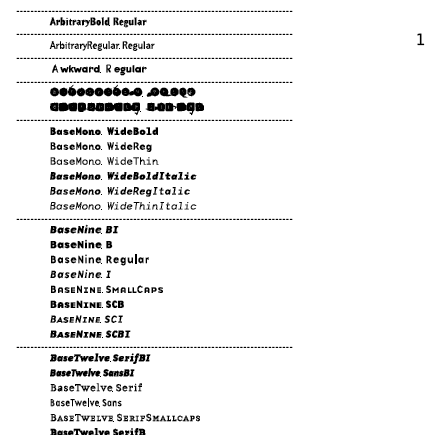 ArbitraryBold. Regular
ArbitraryRegular. Regular
1
Awkward. Regular
BaseMono. WideBold
BaseMono. WideReg
BaseMono. WideThin
BaseMono. WideBoldItalic
BaseMono. WideRegItalic
BaseMono. WideThinItalic
BaseNine. BI
BaseNine. B
BaseNine. Regular
BaseNine. I
BaseNine. SmallCaps
BaseNine. SCB
BaseNine. SCI
BaseNine. SCBI
BaseTwelve. SerifBI
BaseTwelve. SansBI
BaseTwelve. Serif
BaseTwelve. Sans
BaseTwelve. SerifSmallcaps
BaseTwelve. SerifB